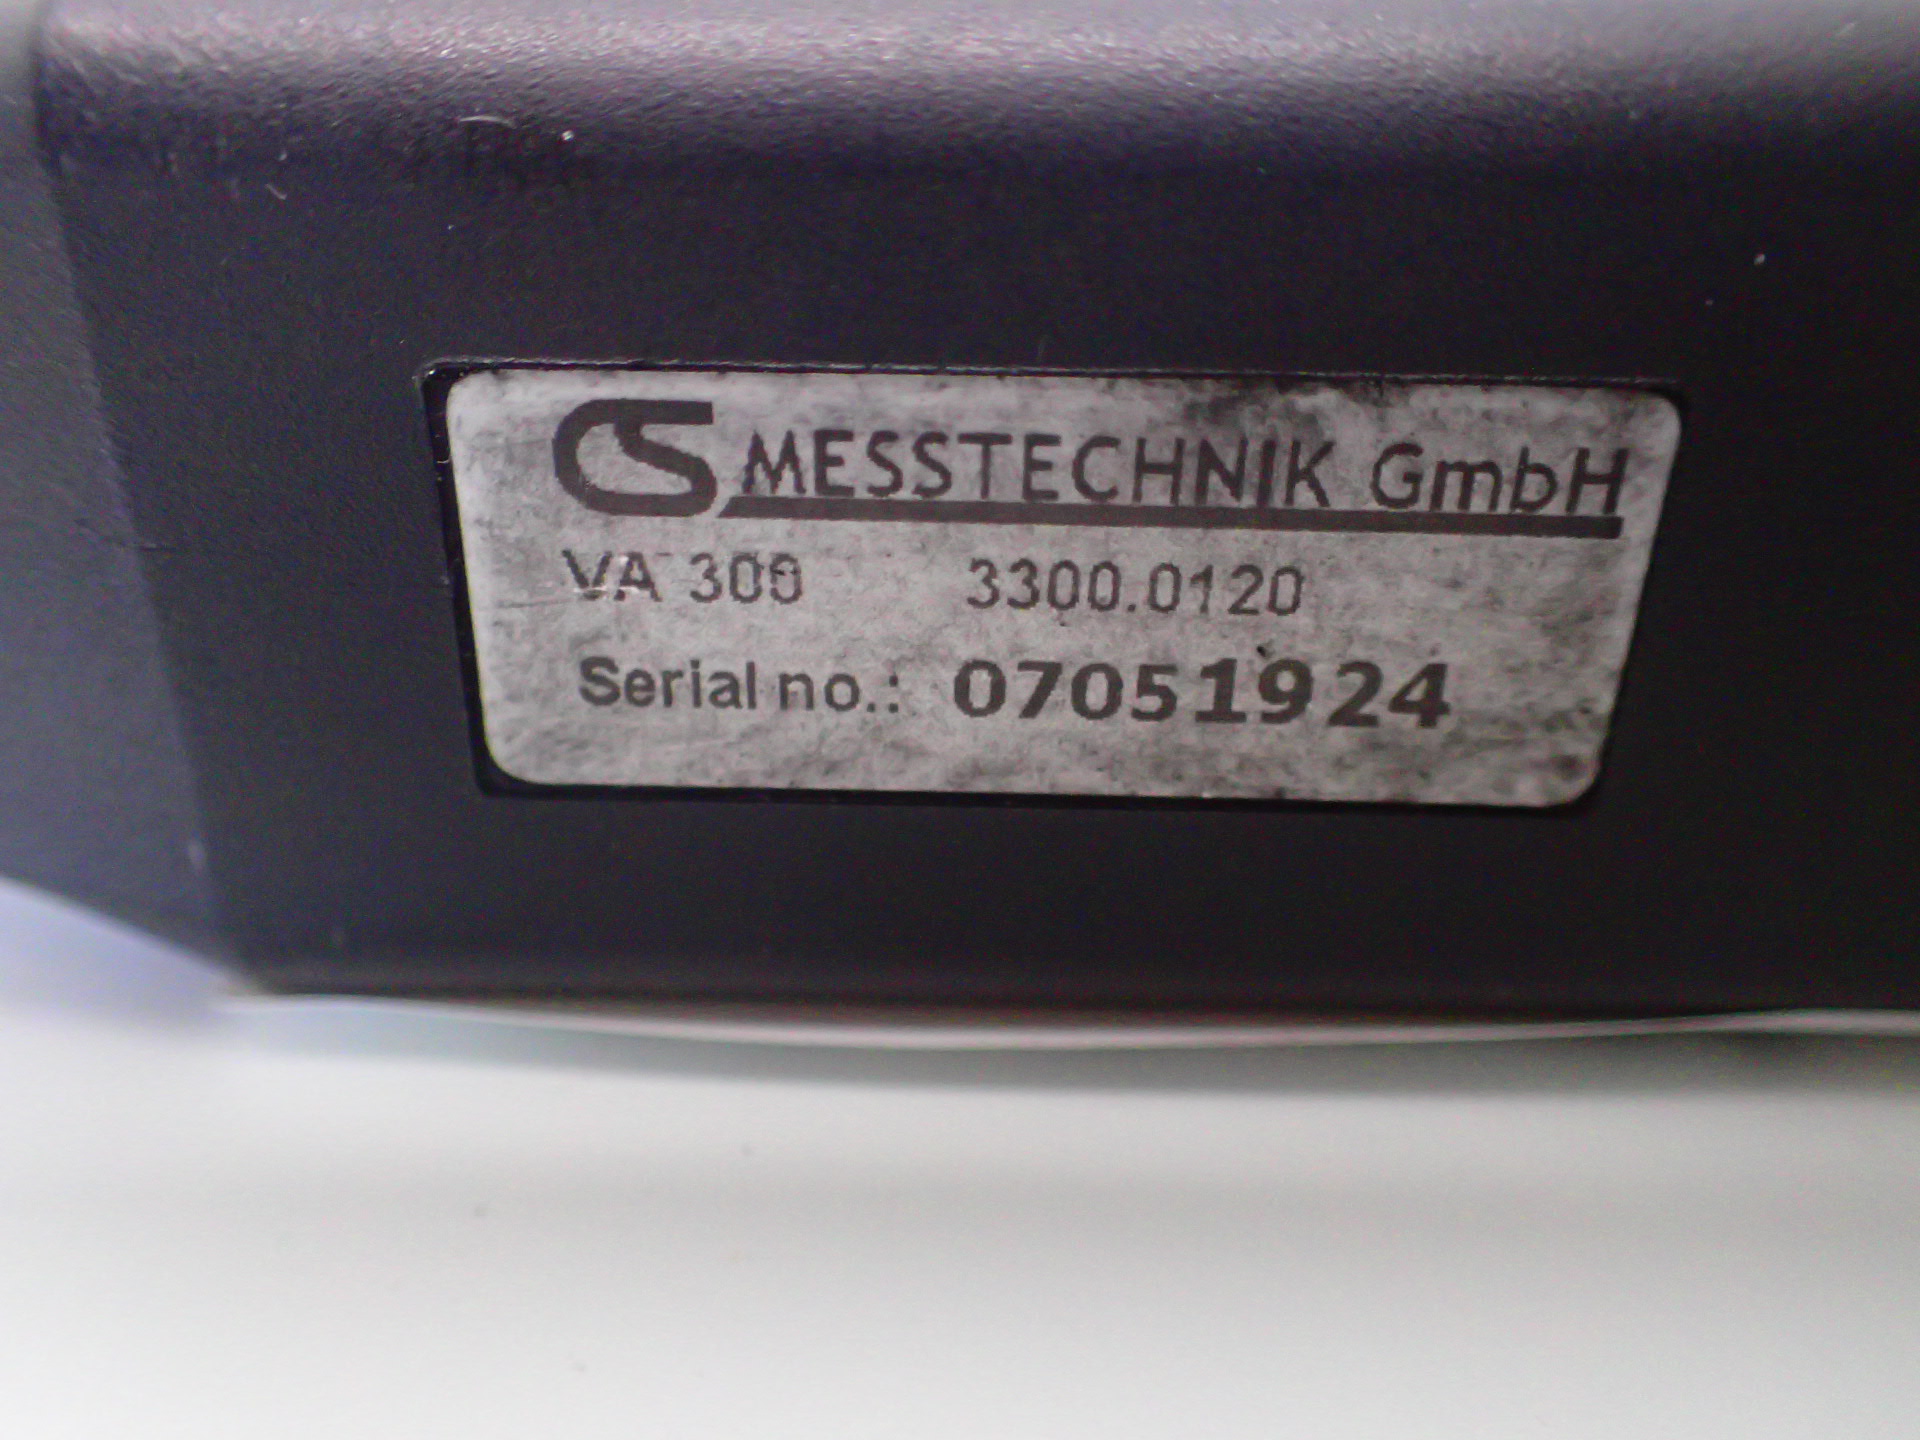 CS MESSTECHNIK GmbH
VA 300 3300.0120
Serial no.: 07051924